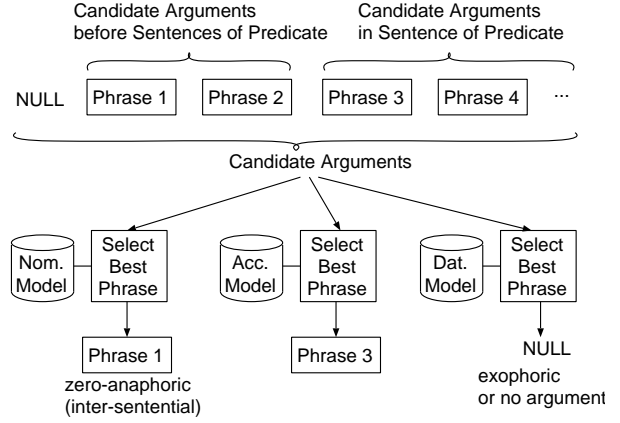 Candidate Arguments
before Sentences of Predicate
Candidate Arguments
in Sentence of Predicate
NULL
Phrase 1
Phrase 2
Phrase 3
Phrase 4
...
Candidate Arguments
Nom.
Model
Select
Best
Phrase
Acc.
Model
Select
Best
Phrase
Dat.
Model
Select
Best
Phrase
Phrase 1
zero-anaphoric
(inter-sentential)
Phrase 3
NULL
exophoric
or no argument